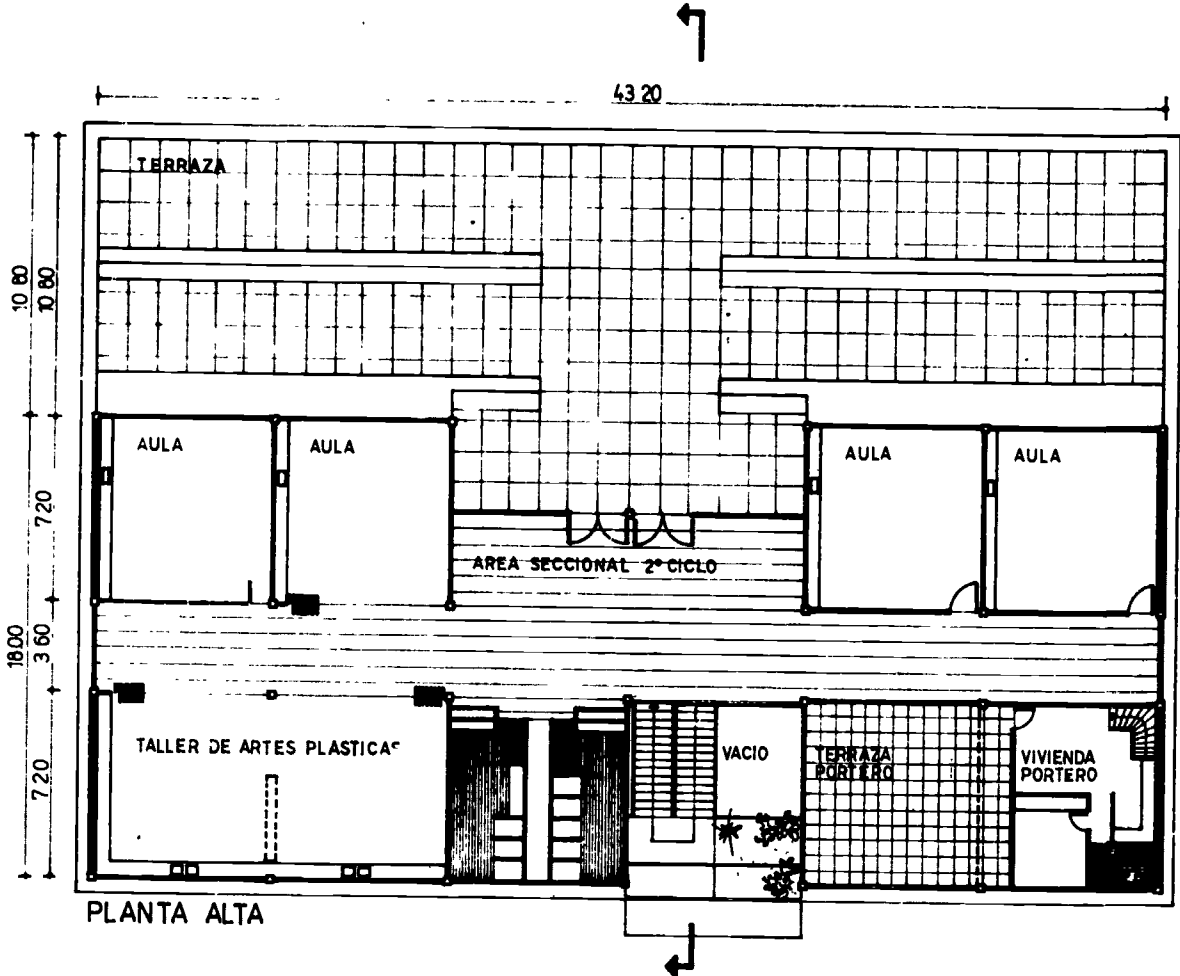 43 20
TERRAZA
10 80
10 80
AULA
AULA
AULA
AULA
7 20
AREA SECCIONAL 2° CICLO
18.00
3 60
TALLER DE ARTES PLASTICAS
VACIO
TERRAZA
PORTERO
VIVIENDA
PORTERO
7 20
PLANTA ALTA